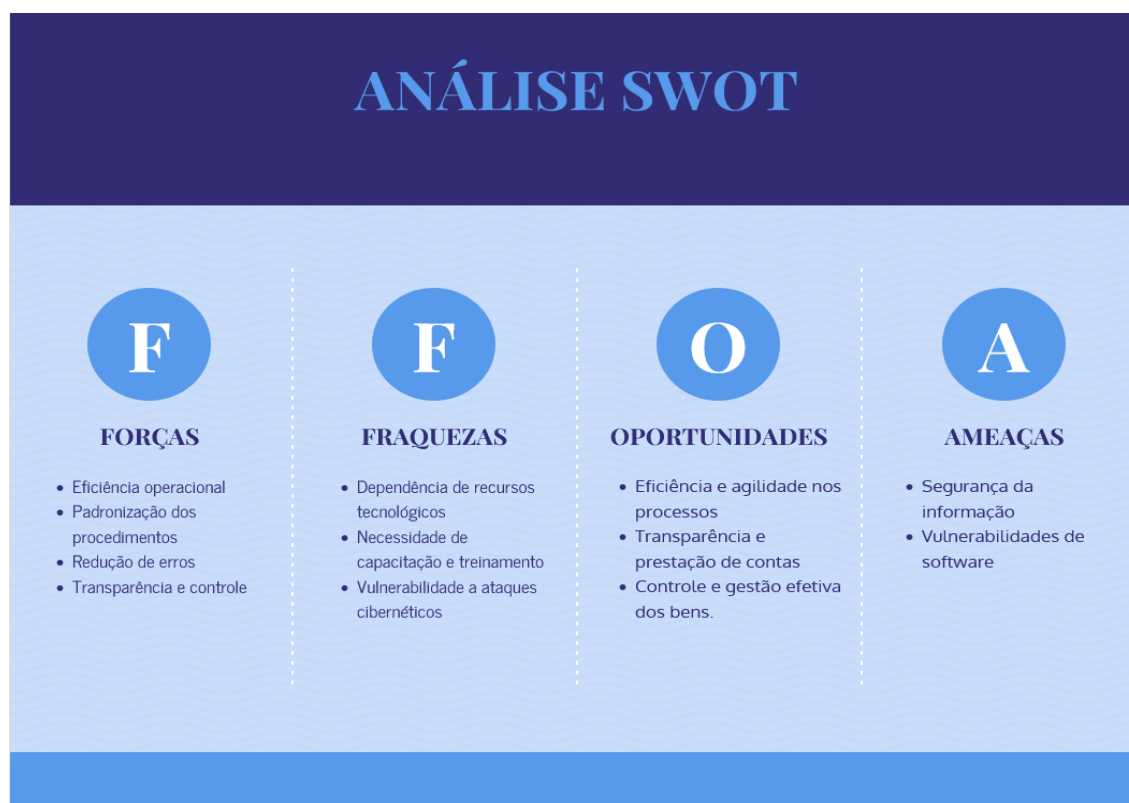 ANÁLISE SWOT
F
FORÇAS
• Eficiência operacional
• Padronização dos
procedimentos
• Redução de erros
• Transparência e controle
F
FRAQUEZAS
• Dependência de recursos
tecnológicos
• Necessidade de
capacitação e treinamento
• Vulnerabilidade a ataques
cibernéticos
O
OPORTUNIDADES
• Eficiência e agilidade nos
processos
• Transparência e
prestação de contas
• Controle e gestão efetiva
dos bens.
A
AMEAÇAS
• Segurança da
informação
• Vulnerabilidades de
software